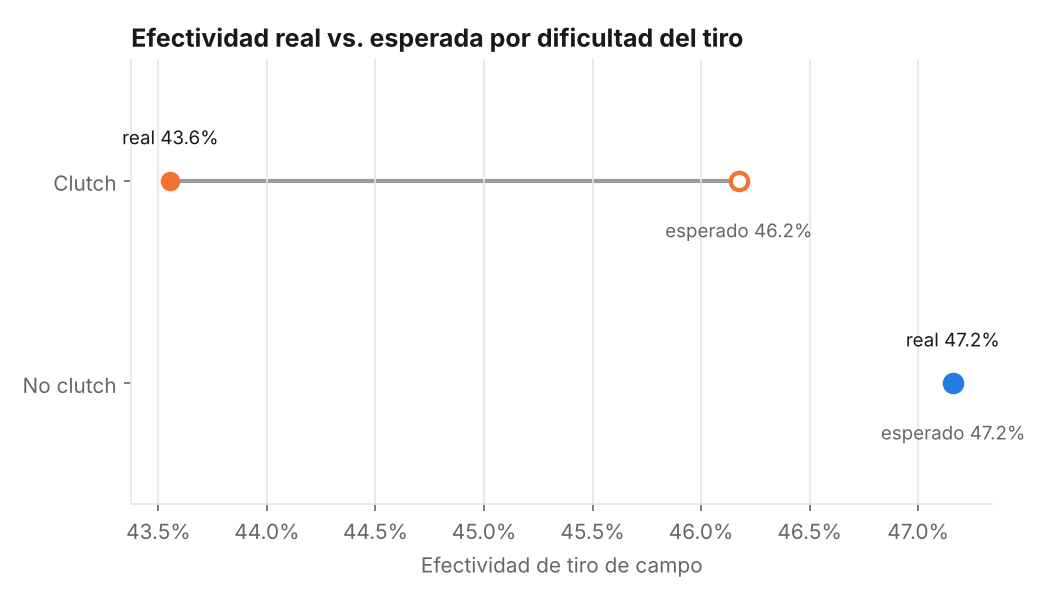 Efectividad real vs. esperada por dificultad del tiro
real 43.6%
Clutch
esperado 46.2%
real 47.2%
No clutch
esperado 47.2%
43.5% 44.0% 44.5% 45.0% 45.5% 46.0% 46.5% 47.0%
Efectividad de tiro de campo